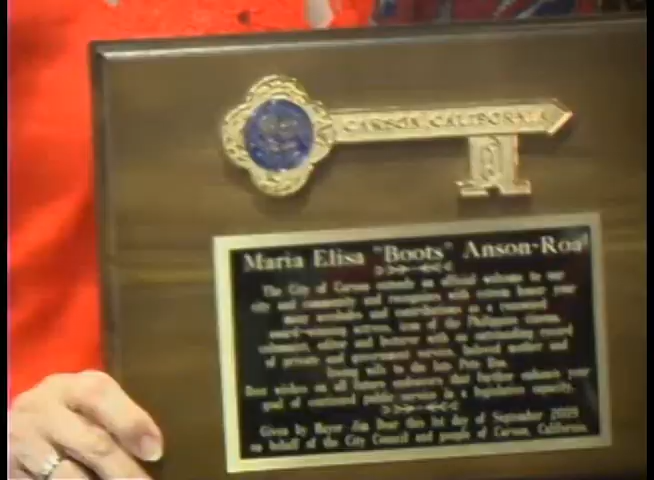 CARSON, CALIFORNIA
Maria Elisa "Boots" Anson-Roa
The City of Carson extends an official welcome to our
city and community and recognizes with esteem honor your
many and contributions as a renowned
award-winning actress, icon of the Philippine cinema,
columnist, editor and lecturer with an outstanding record
of private and government service, beloved mother and
loving wife to the late Pete Roa.
Best wishes on all future endeavors that further enhance your
goal of continued public service in a legislative capacity.
Given by Mayor Jim Dear this 1st day of September 2009
on behalf of the City Council and people of Carson, California.